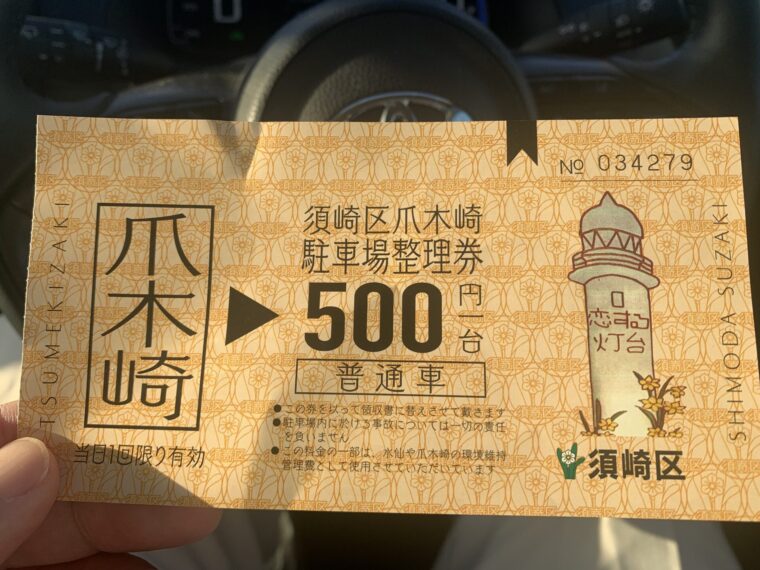 TSUMEKIZAKI
爪木崎
当日1回限り有効
須崎区爪木崎
駐車場整理券
500円一台
普通車
●この券を以って領収書に替えさせて戴きます
●駐車場内に於ける事故については一切の責任
を負いません
●この料金の一部は、水仙や爪木崎の環境維持
管理費として使用させていただいています
No 034279
恋する
灯台
須崎区
SHIMODA SUZAKI